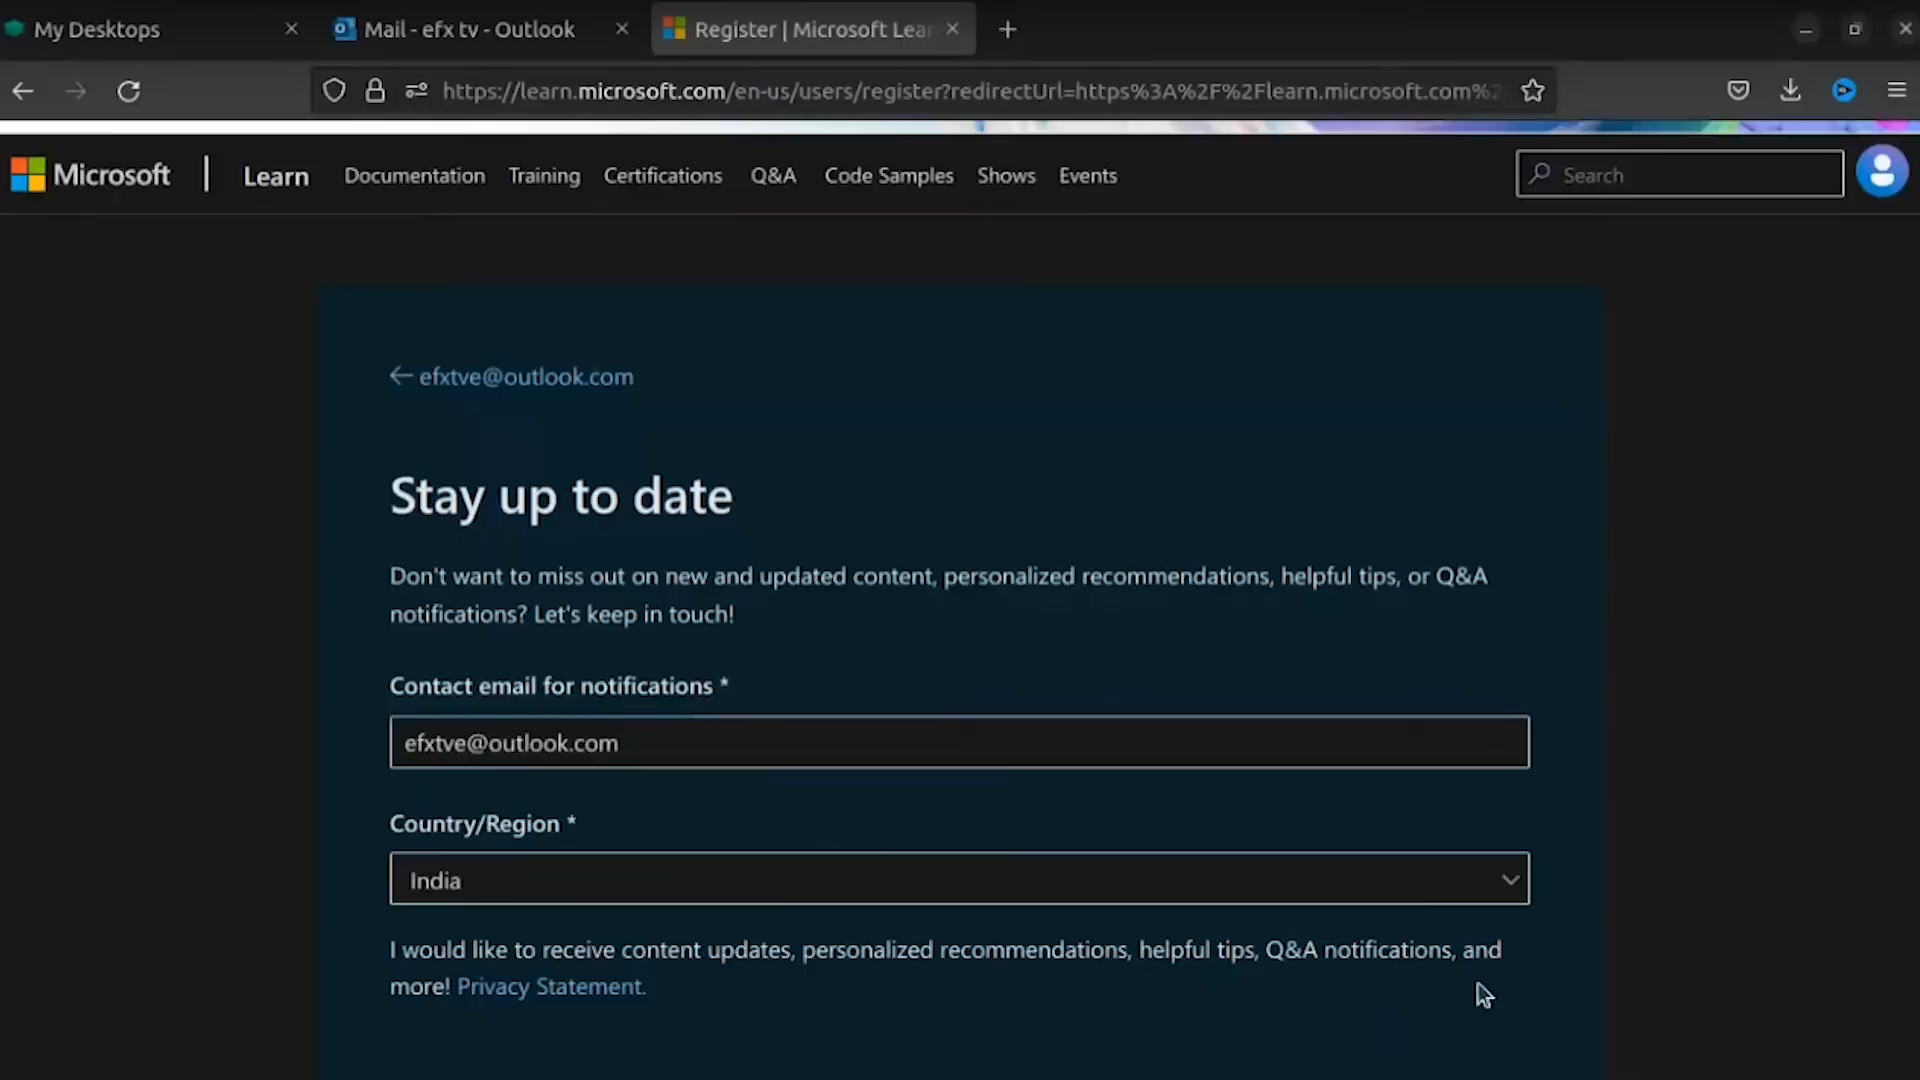 My Desktops
Mail - efx tv - Outlook
Register | Microsoft Lear
https://learn.microsoft.com/en-us/users/register?redirectUrl=https%3A%2F%2Flearn.microsoft.com%2
Microsoft
Learn
Documentation
Training
Certifications
Q&A
Code Samples
Shows
Events
Search
efxtve@outlook.com
Stay up to date
Don't want to miss out on new and updated content, personalized recommendations, helpful tips, or Q&A
notifications? Let's keep in touch!
Contact email for notifications *
efxtve@outlook.com
Country/Region *
India
I would like to receive content updates, personalized recommendations, helpful tips, Q&A notifications, and
more! Privacy Statement.